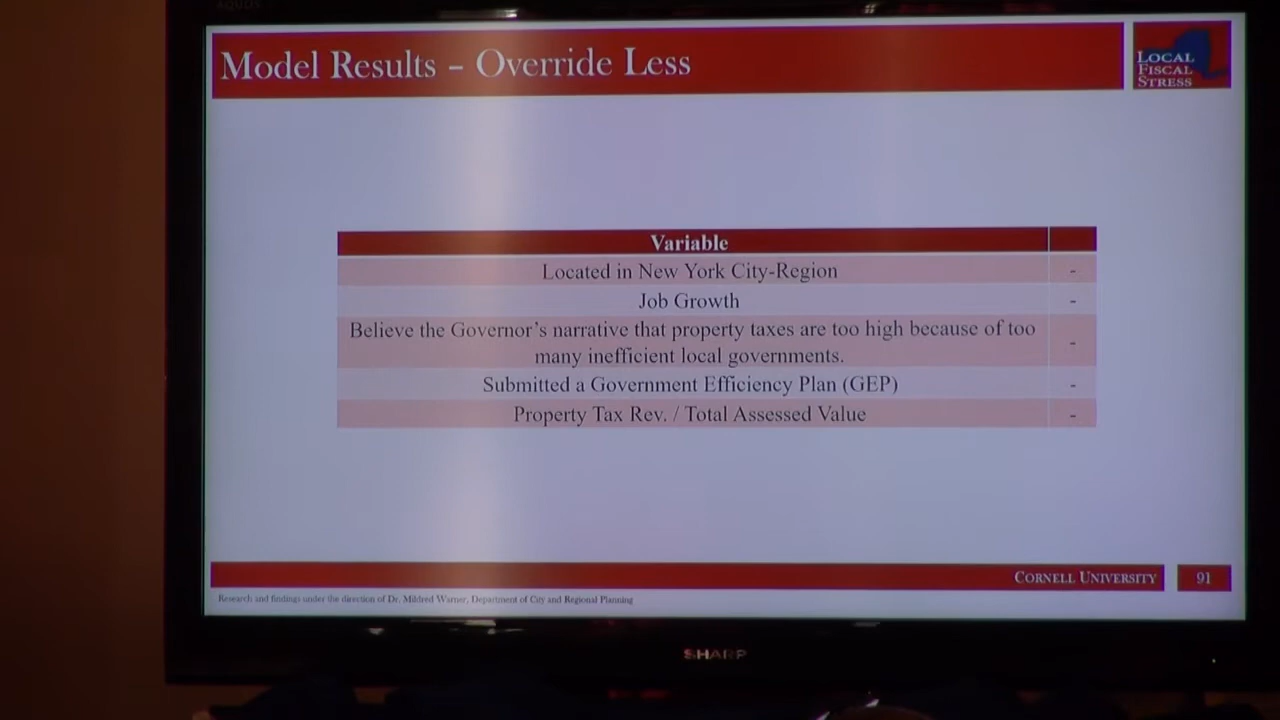 AQUOS
Model Results – Override Less
LOCAL
FISCAL
STRESS
Variable
Located in New York City-Region -
Job Growth -
Believe the Governor's narrative that property taxes are too high because of too
many inefficient local governments. -
Submitted a Government Efficiency Plan (GEP) -
Property Tax Rev. / Total Assessed Value -
CORNELL UNIVERSITY 91
Research and findings under the direction of Dr. Mildred Warner, Department of City and Regional Planning
SHARP